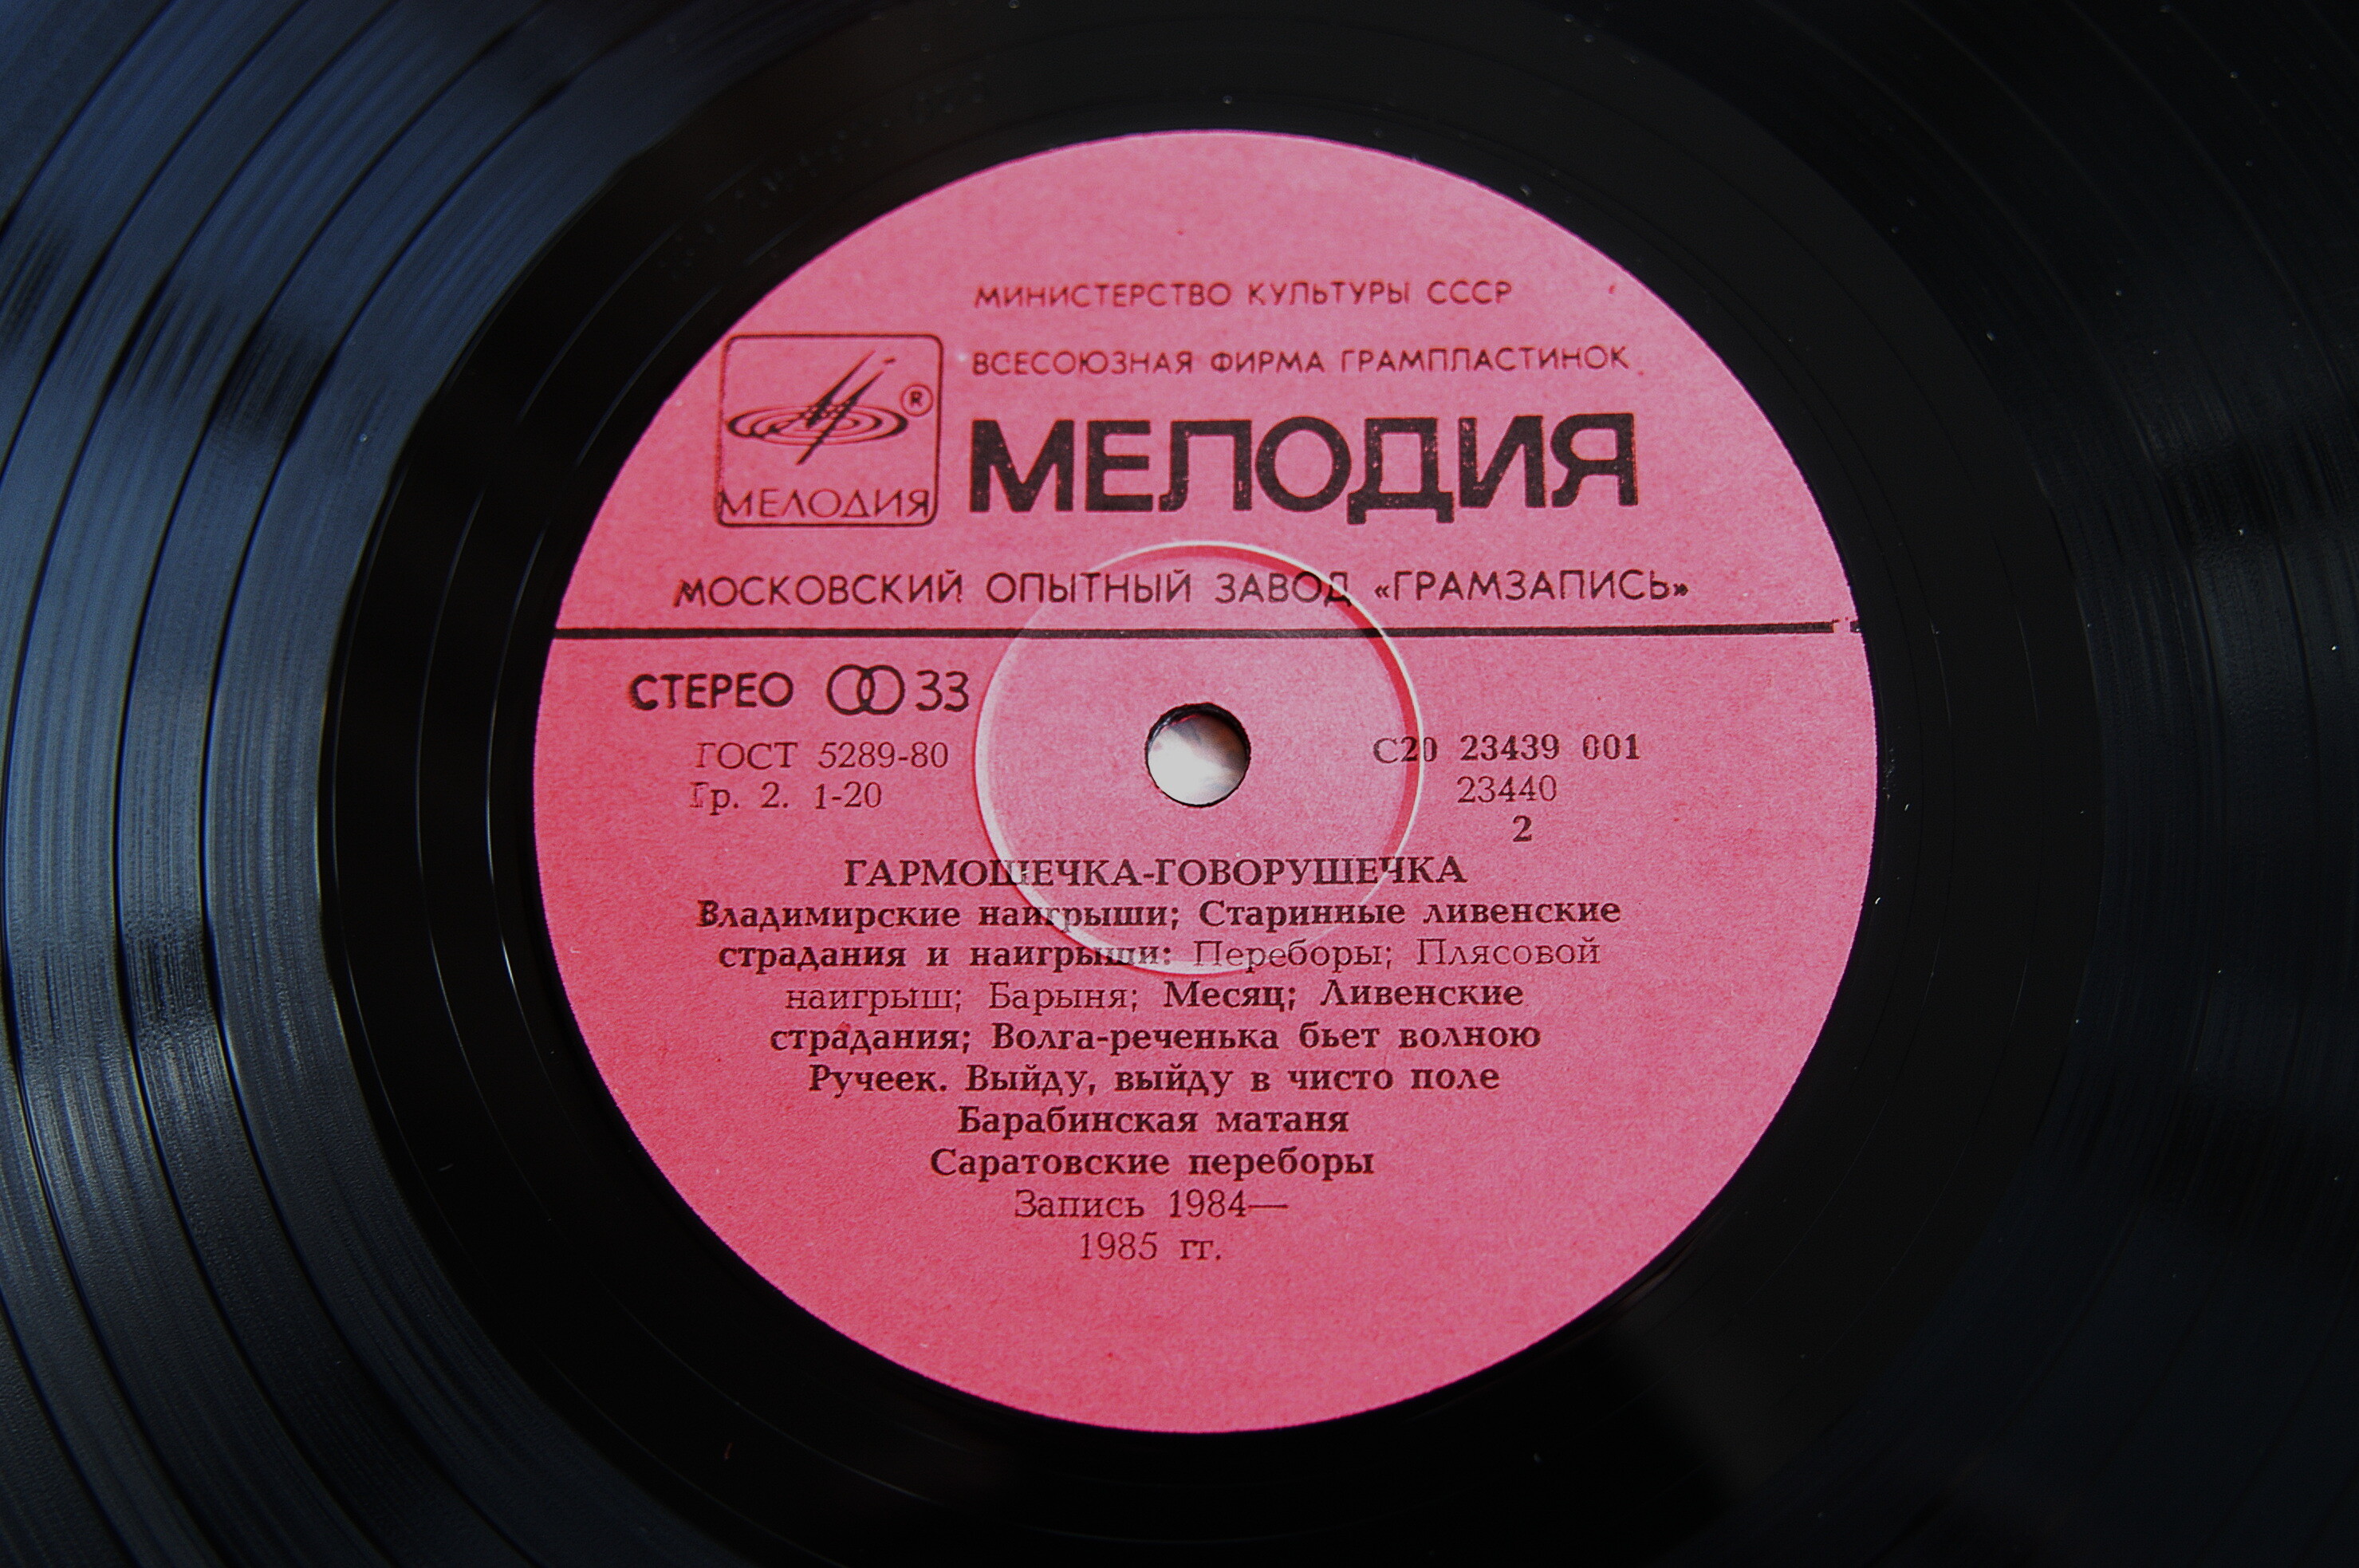 МИНИСТЕРСТВО КУЛЬТУРЫ СССР
ВСЕСОЮЗНАЯ ФИРМА ГРАМПЛАСТИНОК
МЕЛОДИЯ ®
МЕЛОДИЯ
МОСКОВСКИЙ ОПЫТНЫЙ ЗАВОД «ГРАМЗАПИСЬ»
СТЕРЕО 33
ГОСТ 5289-80
Гр. 2. 1-20
С20 23439 001
23440
2
ГАРМОШЕЧКА-ГОВОРУШЕЧКА
Владимирские наигрыши; Старинные ливенские
страдания и наигрыши: Переборы; Плясовой
наигрыш; Барыня; Месяц; Ливенские
страдания; Волга-реченька бьет волною
Ручеек. Выйду, выйду в чисто поле
Барабинская матаня
Саратовские переборы
Запись 1984—
1985 гг.